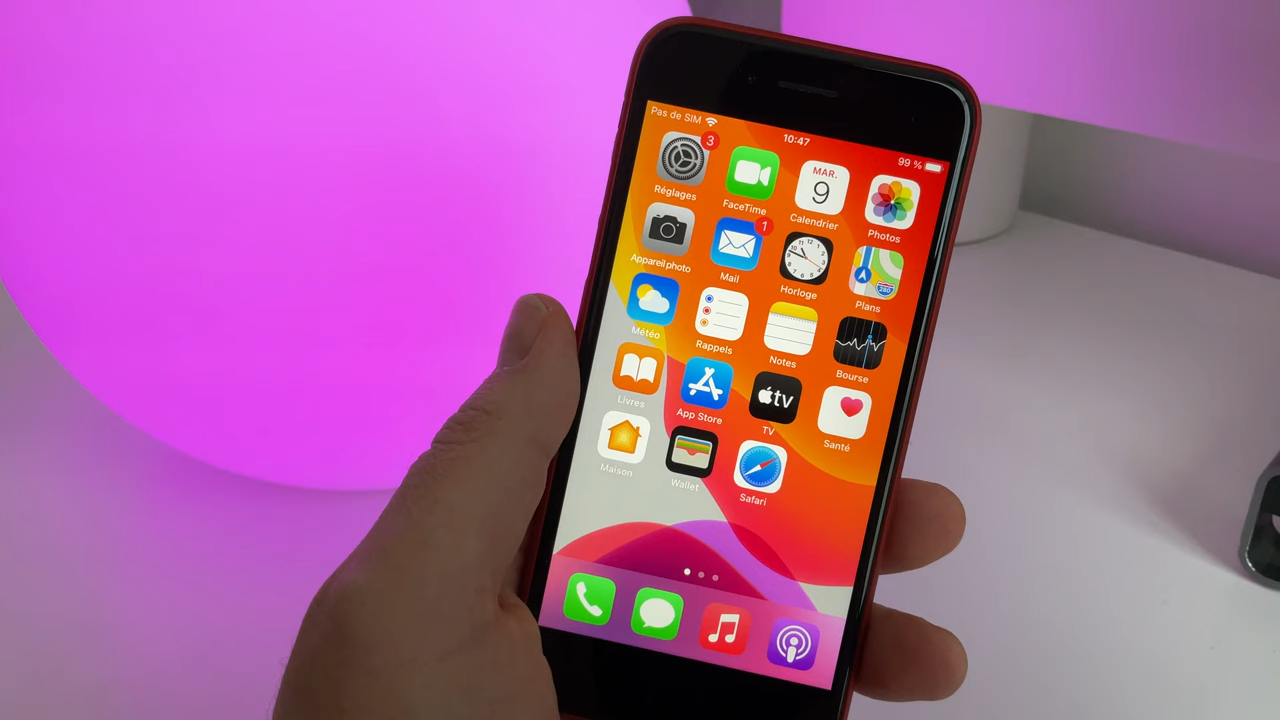 Pas de SIM 10:47 99 %
3
Réglages FaceTime MAR. 9 Calendrier Photos
1
Appareil photo Mail Horloge 280 Plans
Météo Rappels Notes Bourse
Livres App Store tv TV Santé
Maison Wallet Safari